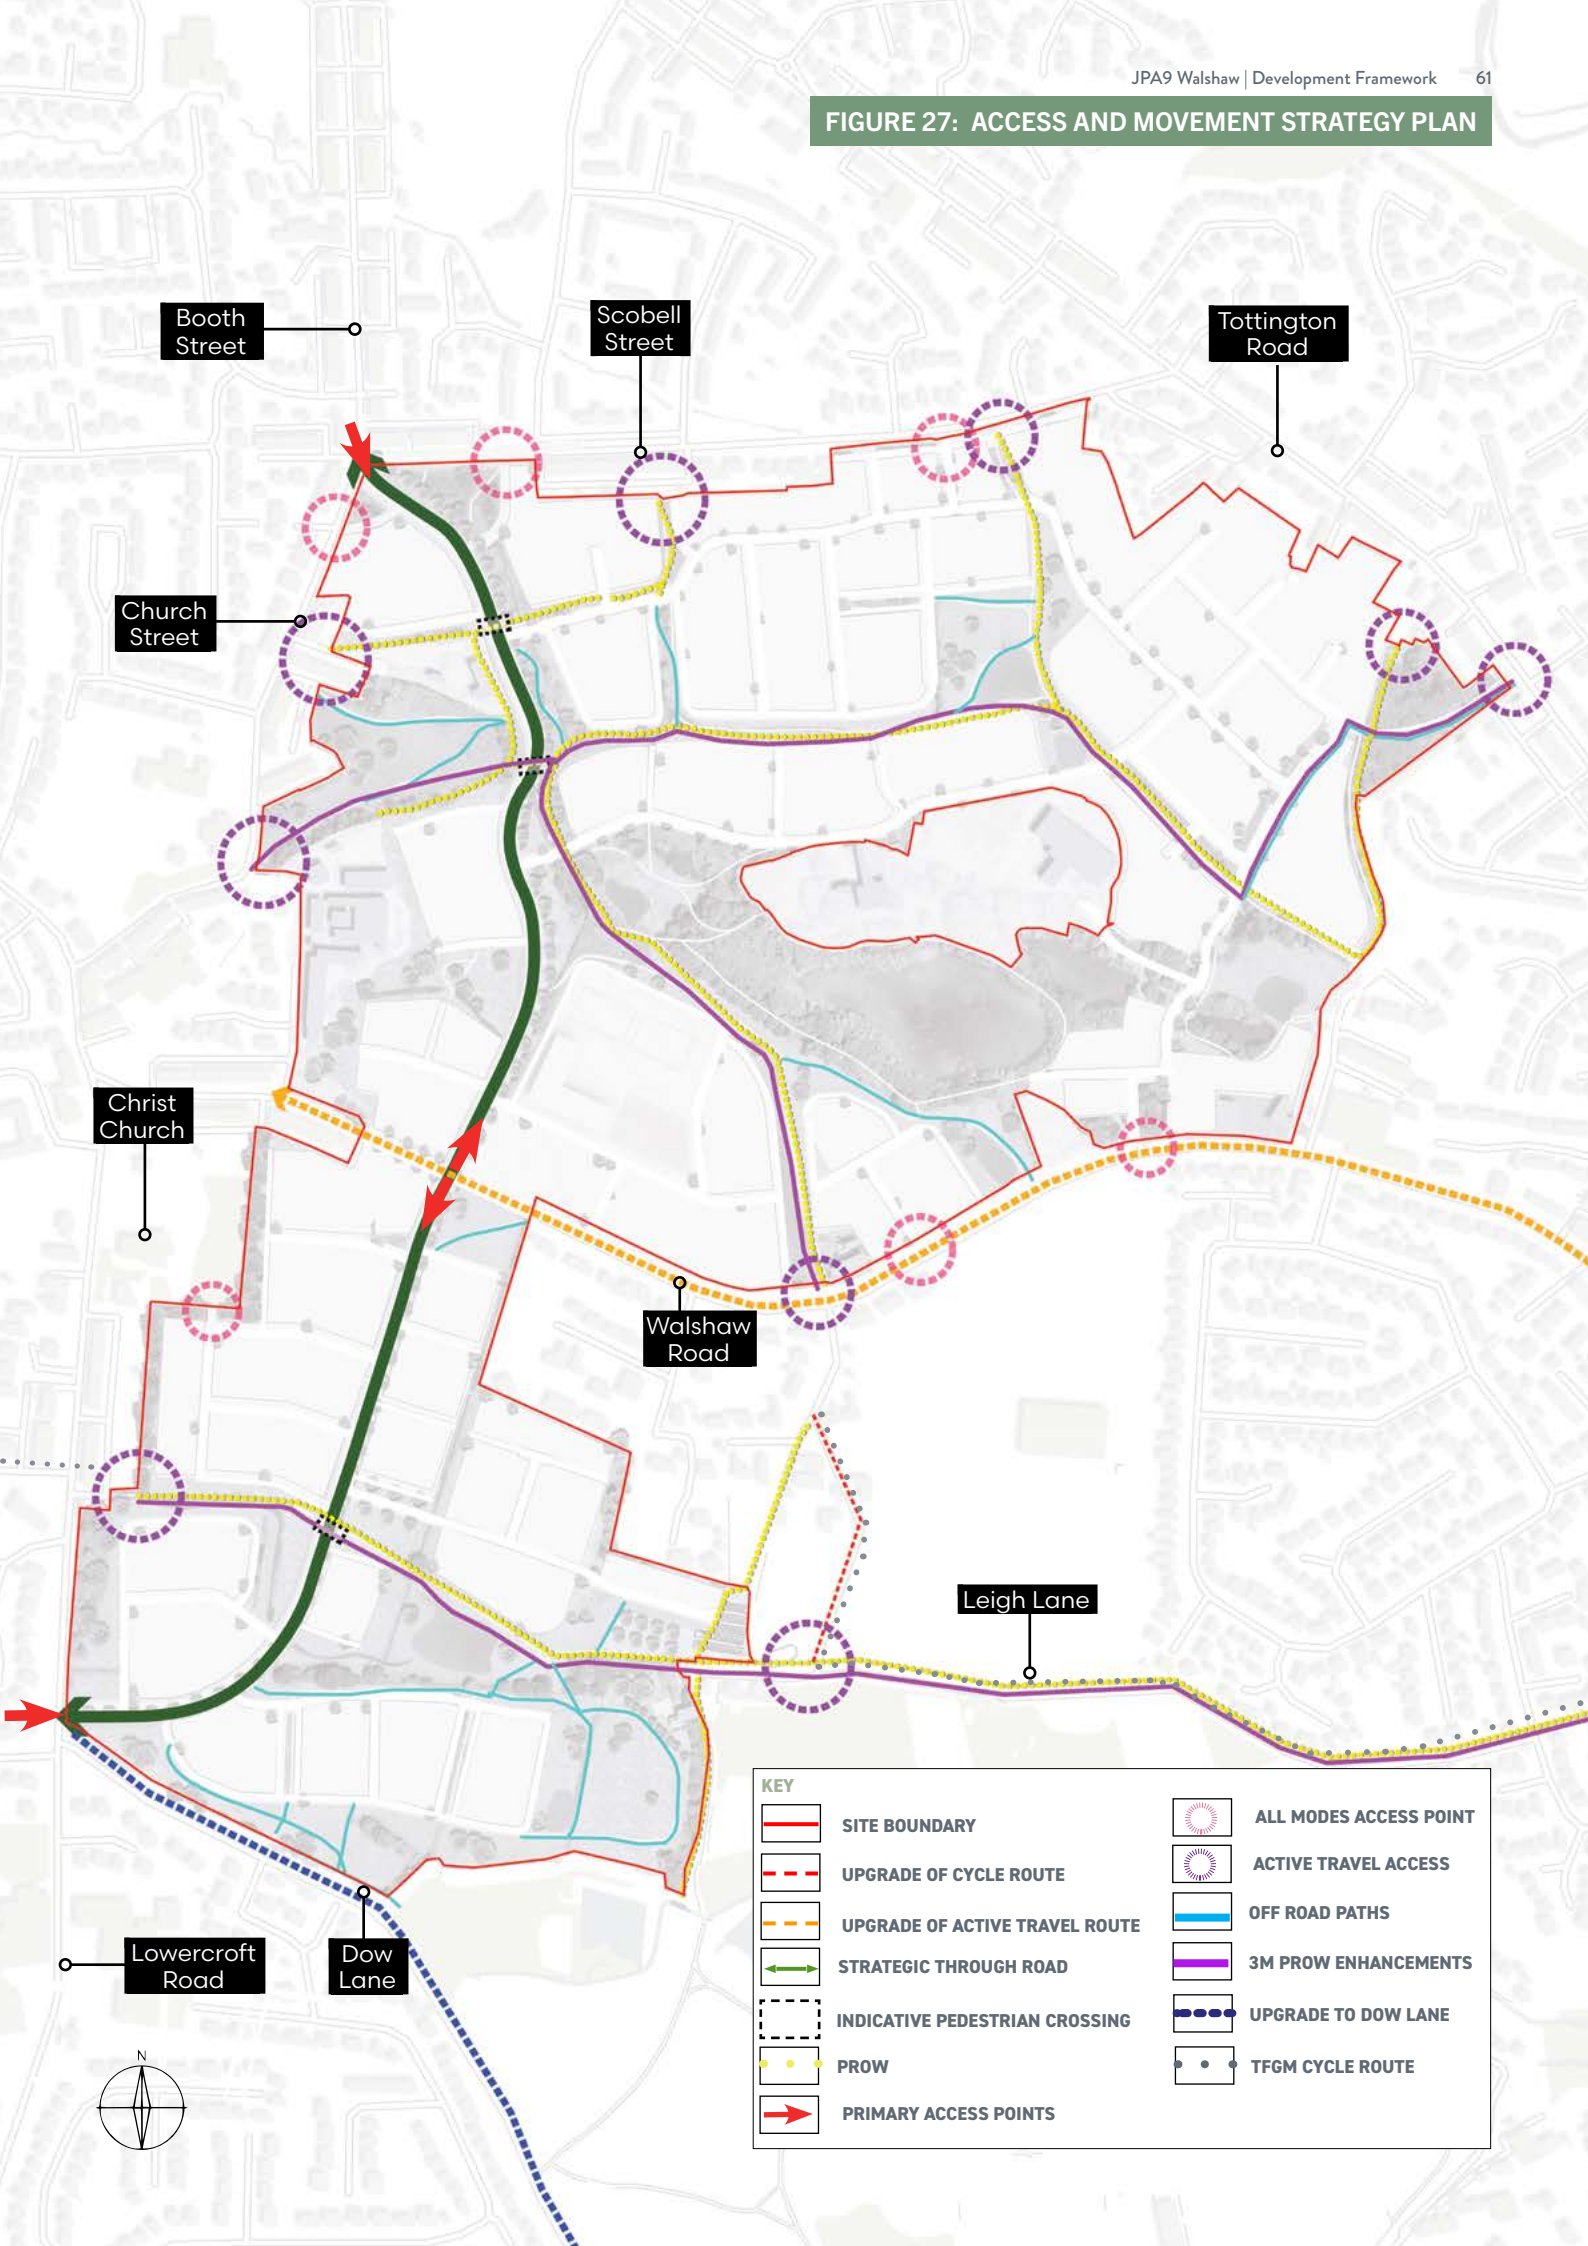 JPA9 Walshaw | Development Framework 61
FIGURE 27: ACCESS AND MOVEMENT STRATEGY PLAN
Booth
Street
Scobell
Street
Tottington
Road
Church
Street
Christ
Church
Walshaw
Road
Leigh Lane
Lowercroft
Road
Dow
Lane
N
KEY
SITE BOUNDARY
UPGRADE OF CYCLE ROUTE
UPGRADE OF ACTIVE TRAVEL ROUTE
STRATEGIC THROUGH ROAD
INDICATIVE PEDESTRIAN CROSSING
PROW
PRIMARY ACCESS POINTS
ALL MODES ACCESS POINT
ACTIVE TRAVEL ACCESS
OFF ROAD PATHS
3M PROW ENHANCEMENTS
UPGRADE TO DOW LANE
TFGM CYCLE ROUTE